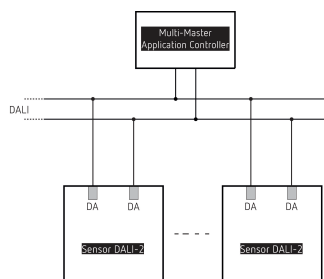 Multi-Master
Application Controller
DALI
DA DA DA DA
Sensor DALI-2 Sensor DALI-2